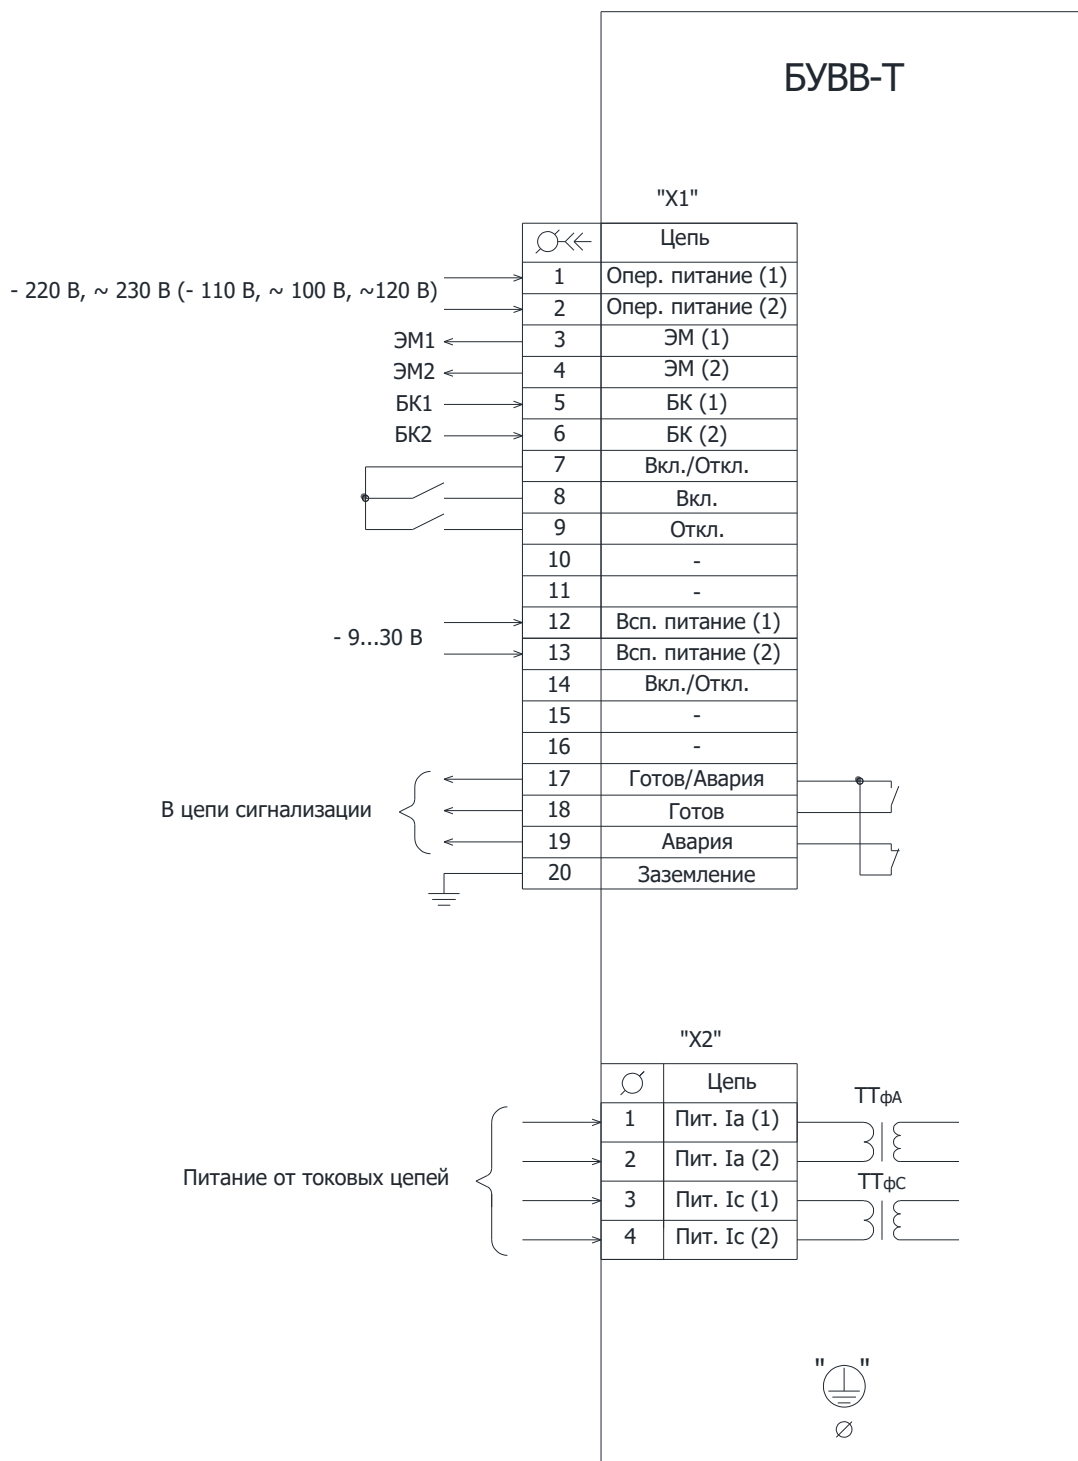 БУВВ-Т
"X1"
Цепь
- 220 В, ~ 230 В (- 110 В, ~ 100 В, ~120 В)
1 Опер. питание (1)
2 Опер. питание (2)
ЭМ1 3 ЭМ (1)
ЭМ2 4 ЭМ (2)
БК1 5 БК (1)
БК2 6 БК (2)
7 Вкл./Откл.
8 Вкл.
9 Откл.
10 -
11 -
- 9...30 В
12 Всп. питание (1)
13 Всп. питание (2)
14 Вкл./Откл.
15 -
16 -
В цепи сигнализации
17 Готов/Авария
18 Готов
19 Авария
20 Заземление
"X2"
Цепь
Питание от токовых цепей
1 Пит. Ia (1)
2 Пит. Ia (2)
3 Пит. Ic (1)
4 Пит. Ic (2)
ТТфА
ТТфС
" "